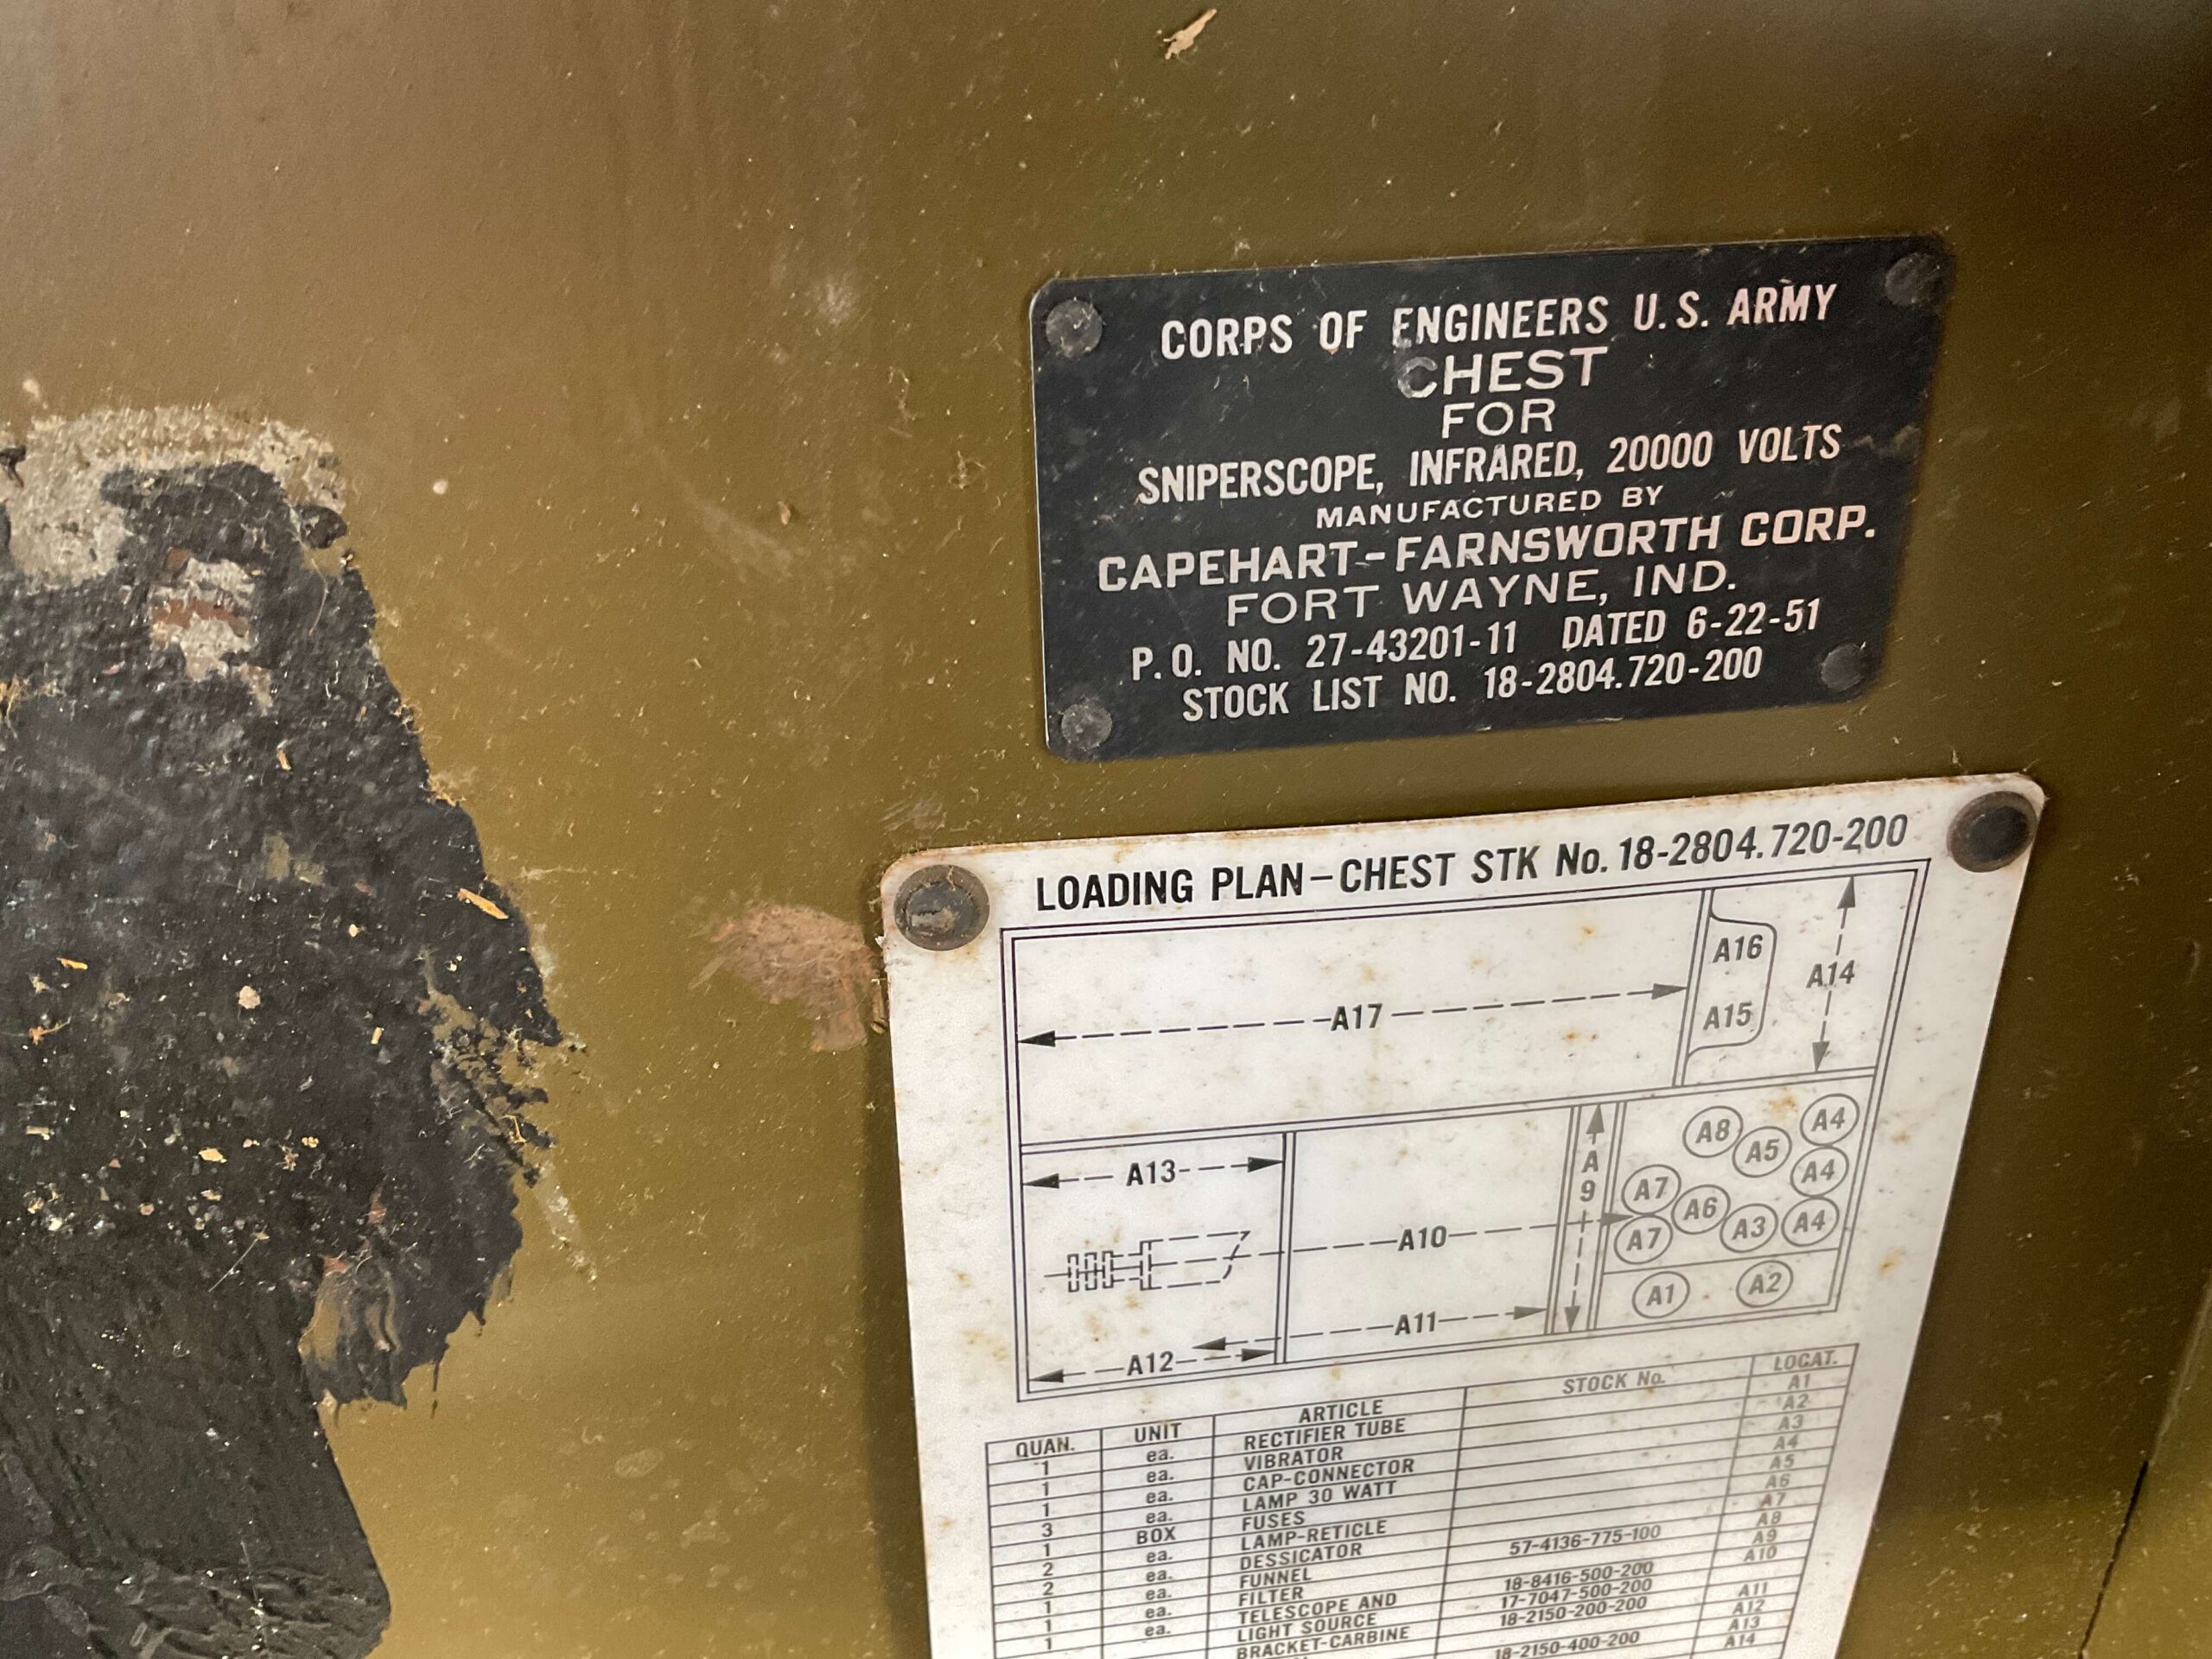 CORPS OF ENGINEERS U.S. ARMY
CHEST
FOR
SNIPERSCOPE, INFRARED, 20000 VOLTS
MANUFACTURED BY
CAPEHART-FARNSWORTH CORP.
FORT WAYNE, IND.
P.O. NO. 27-43201-11 DATED 6-22-51
STOCK LIST NO. 18-2804.720-200
LOADING PLAN-CHEST STK No. 18-2804.720-200
A16
A14
A17
A15
A8
A4
A5
A13
A9
A4
A7
A6
A10
A7
A3
A4
A11
A1
A2
A12
QUAN. UNIT ARTICLE STOCK No. LOCAT.
1 ea. RECTIFIER TUBE A1
1 ea. VIBRATOR A2
1 ea. CAP-CONNECTOR A3
3 ea. LAMP 30 WATT A4
1 BOX FUSES A5
2 ea. LAMP-RETICLE A6
2 ea. DESSICATOR 57-4136-775-100 A7
1 ea. FUNNEL A8
1 ea. FILTER 18-8416-500-200 A9
1 TELESCOPE AND 17-7047-500-200 A10
LIGHT SOURCE 18-2150-200-200
BRACKET-CARBINE A11
18-2150-400-200 A12
A13
A14